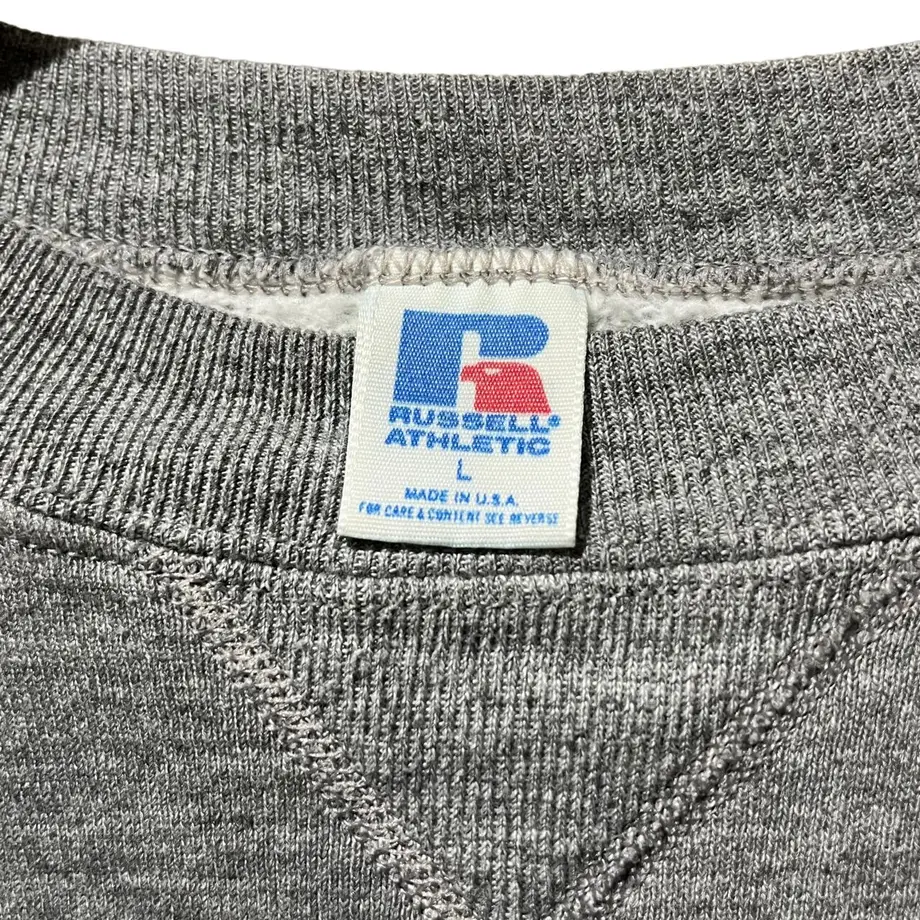 RUSSELL®
ATHLETIC
L
MADE IN U.S.A.
FOR CARE & CONTENT SEE REVERSE